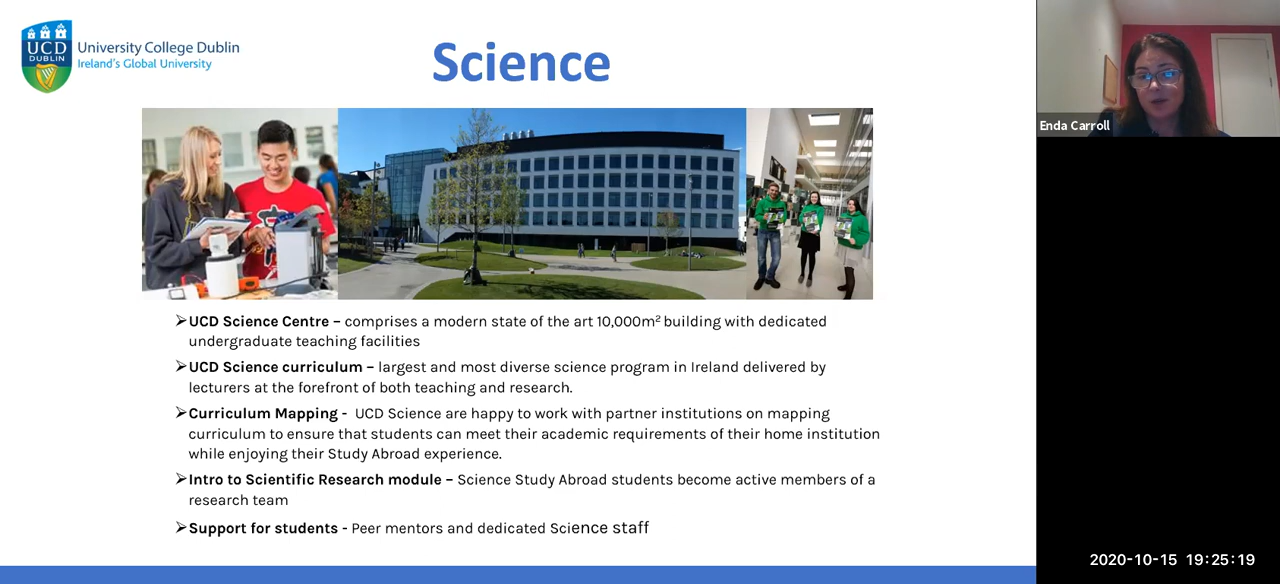 UCD
DUBLIN
University College Dublin
Ireland's Global University
Science
Enda Carroll
➢UCD Science Centre – comprises a modern state of the art 10,000m² building with dedicated
undergraduate teaching facilities
➢UCD Science curriculum – largest and most diverse science program in Ireland delivered by
lecturers at the forefront of both teaching and research.
➢Curriculum Mapping - UCD Science are happy to work with partner institutions on mapping
curriculum to ensure that students can meet their academic requirements of their home institution
while enjoying their Study Abroad experience.
➢Intro to Scientific Research module – Science Study Abroad students become active members of a
research team
➢Support for students - Peer mentors and dedicated Science staff
2020-10-15 19:25:19